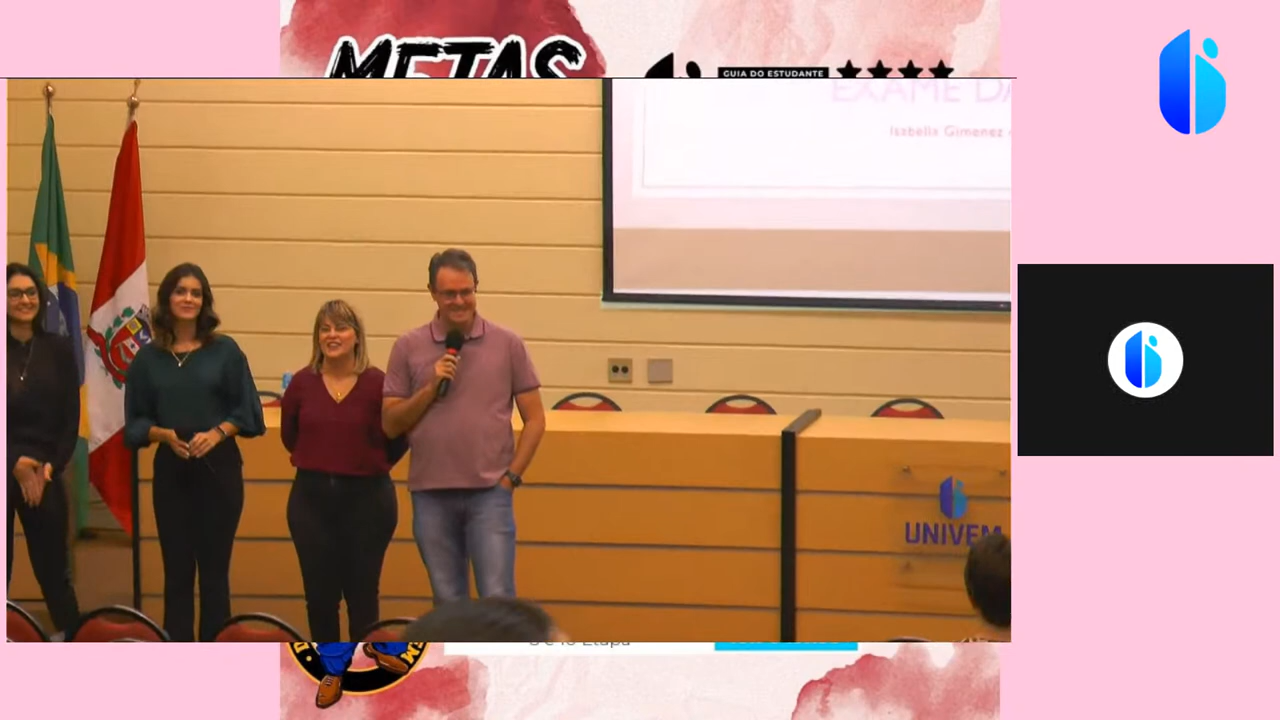 METAS
GUIA DO ESTUDANTE
EXAME DA
Isabella Gimenez
UNIVEM